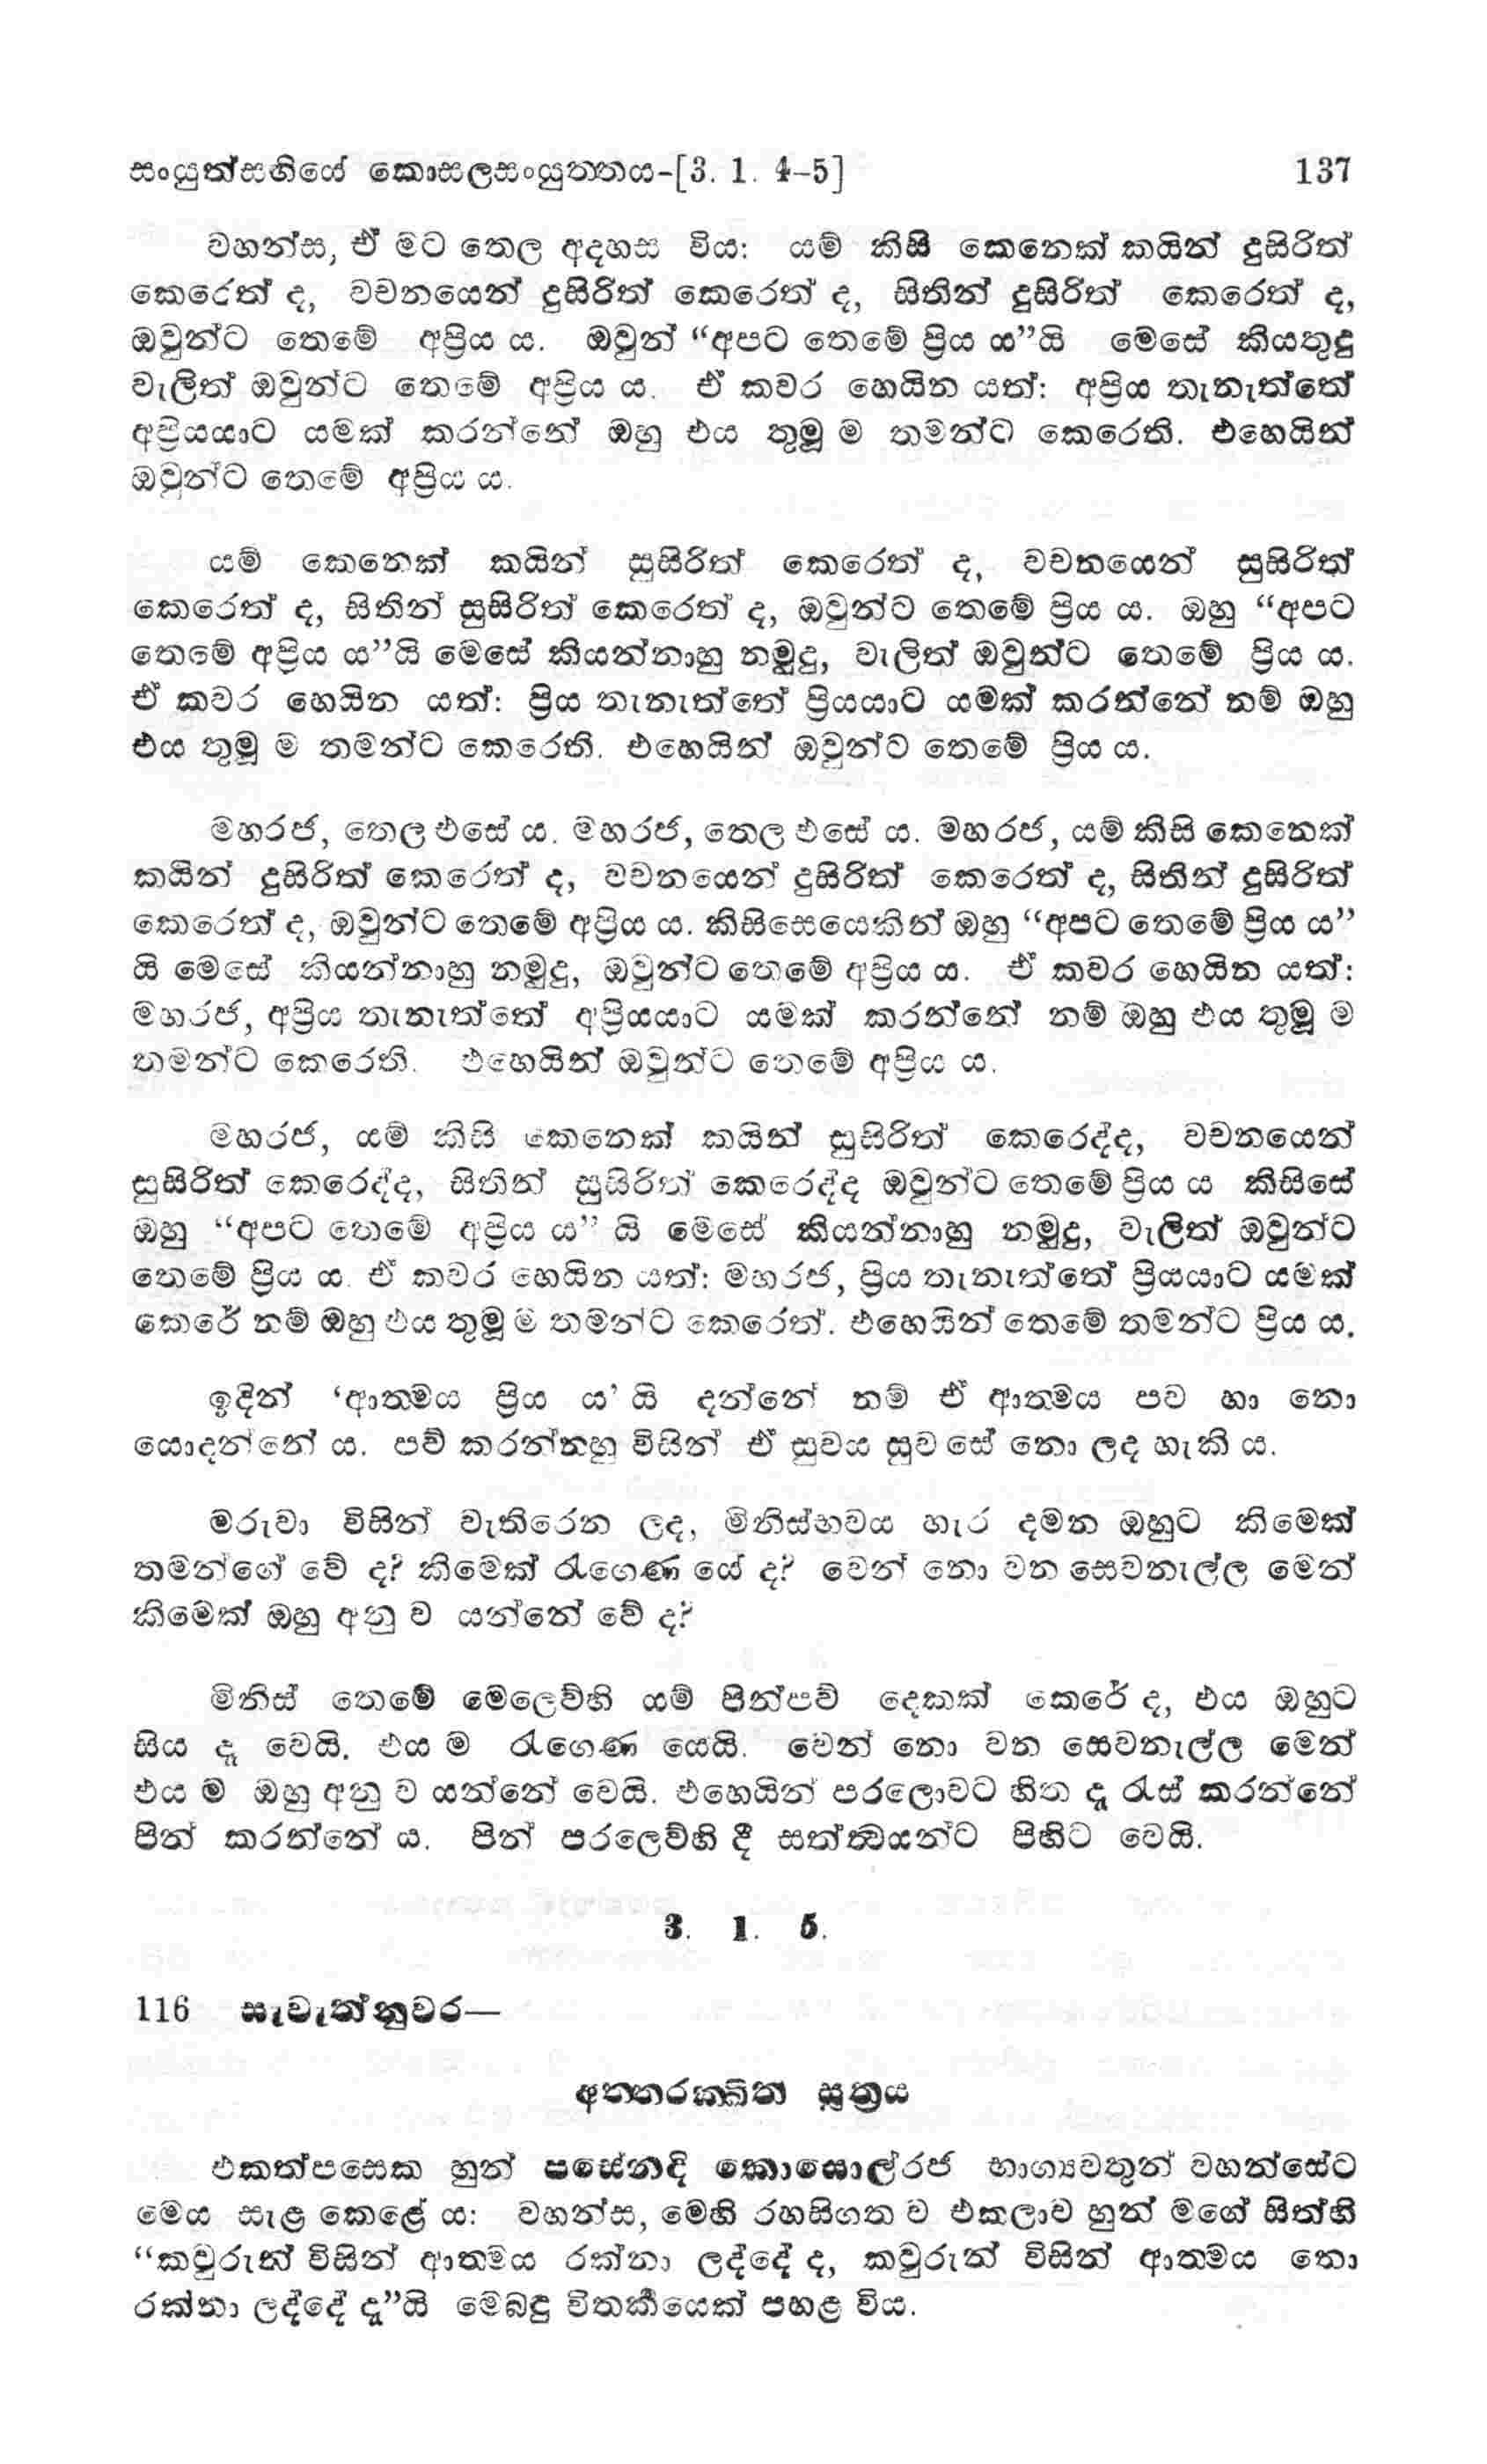 සංයුත්සඟියේ කොසලසංයුත්තය-[3. 1. 4-5] 137
වහන්ස, ඒ මට තෙල අදහස විය: යම් කිසි කෙනෙක් කයින් දුසිරිත්
කෙරෙත් ද, වචනයෙන් දුසිරිත් කෙරෙත් ද, සිතින් දුසිරිත් කෙරෙත් ද,
ඔවුන්ට තෙමේ අප්‍රිය ය. ඔවුන් “අපට තෙමේ ප්‍රිය ය”යි මෙසේ කියතුදු
වැලිත් ඔවුන්ට තෙමේ අප්‍රිය ය. ඒ කවර හෙයින යත්: අප්‍රිය තැනැත්තේ
අප්‍රියයාට යමක් කරන්නේ ඔහු එය තුමූ ම තමන්ට කෙරෙති. එහෙයින්
ඔවුන්ට තෙමේ අප්‍රිය ය.
යම් කෙනෙක් කයින් සුසිරිත් කෙරෙත් ද, වචනයෙන් සුසිරිත්
කෙරෙත් ද, සිතින් සුසිරිත් කෙරෙත් ද, ඔවුන්ට තෙමේ ප්‍රිය ය. ඔහු “අපට
තෙමේ අප්‍රිය ය”යි මෙසේ කියන්නාහු නමුදු, වැලිත් ඔවුන්ට තෙමේ ප්‍රිය ය.
ඒ කවර හෙයින යත්: ප්‍රිය තැනැත්තේ ප්‍රියයාට යමක් කරන්නේ නම් ඔහු
එය තුමූ ම තමන්ට කෙරෙති. එහෙයින් ඔවුන්ට තෙමේ ප්‍රිය ය.
මහරජ, තෙල එසේ ය. මහරජ, තෙල එසේ ය. මහරජ, යම් කිසි කෙනෙක්
කයින් දුසිරිත් කෙරෙත් ද, වචනයෙන් දුසිරිත් කෙරෙත් ද, සිතින් දුසිරිත්
කෙරෙත් ද, ඔවුන්ට තෙමේ අප්‍රිය ය. කිසිසෙයෙකින් ඔහු “අපට තෙමේ ප්‍රිය ය”
යි මෙසේ කියන්නාහු නමුදු, ඔවුන්ට තෙමේ අප්‍රිය ය. ඒ කවර හෙයින යත්:
මහරජ, අප්‍රිය තැනැත්තේ අප්‍රියයාට යමක් කරන්නේ නම් ඔහු එය තුමූ ම
තමන්ට කෙරෙති. එහෙයින් ඔවුන්ට තෙමේ අප්‍රිය ය.
මහරජ, යම් කිසි කෙනෙක් කයින් සුසිරිත් කෙරෙද්ද, වචනයෙන්
සුසිරිත් කෙරෙද්ද, සිතින් සුසිරිත් කෙරෙද්ද ඔවුන්ට තෙමේ ප්‍රිය ය කිසිසේ
ඔහු “අපට තෙමේ අප්‍රිය ය” යි මෙසේ කියන්නාහු නමුදු, වැලිත් ඔවුන්ට
තෙමේ ප්‍රිය ය. ඒ කවර හෙයින යත්: මහරජ, ප්‍රිය තැනැත්තේ ප්‍රියයාට යමක්
කෙරේ නම් ඔහු එය තුමූ ම තමන්ට කෙරෙත්. එහෙයින් තෙමේ තමන්ට ප්‍රිය ය.
ඉදින් ‘ආත්මය ප්‍රිය ය’ යි දන්නේ නම් ඒ ආත්මය පව හා නො
යොදන්නේ ය. පව් කරන්නහු විසින් ඒ සුවය සුව සේ නො ලද හැකි ය.
මරුවා විසින් වැතිරෙන ලද, මිනිස්භවය හැර දමන ඔහුට කිමෙක්
තමන්ගේ වේ ද? කිමෙක් රැගෙණ යේ ද? වෙන් නො වන සෙවනැල්ල මෙන්
කිමෙක් ඔහු අනු ව යන්නේ වේ ද?
මිනිස් තෙමේ මෙලෙව්හි යම් පින්පව් දෙකක් කෙරේ ද, එය ඔහුට
සිය දෑ වෙයි. එය ම රැගෙණ යෙයි. වෙන් නො වන සෙවනැල්ල මෙන්
එය ම ඔහු අනු ව යන්නේ වෙයි. එහෙයින් පරලොවට හිත දෑ රැස් කරන්නේ
පින් කරන්නේ ය. පින් පරලෙව්හි දී සත්ත්‍වයන්ට පිහිට වෙයි.
3. 1. 5.
116 සැවැත්නුවර—
අත්තරක්ඛිත සූත්‍රය
එකත්පසෙක හුන් පසේනදි කොසොල්රජ භාග්‍යවතුන් වහන්සේට
මෙය සැළ කෙළේ ය: වහන්ස, මෙහි රහසිගත ව එකලාව හුන් මගේ සිත්හි
“කවුරුන් විසින් ආත්මය රක්නා ලද්දේ ද, කවුරුන් විසින් ආත්මය නො
රක්නා ලද්දේ දැ”යි මෙබඳු විතර්කයෙක් පහළ විය.